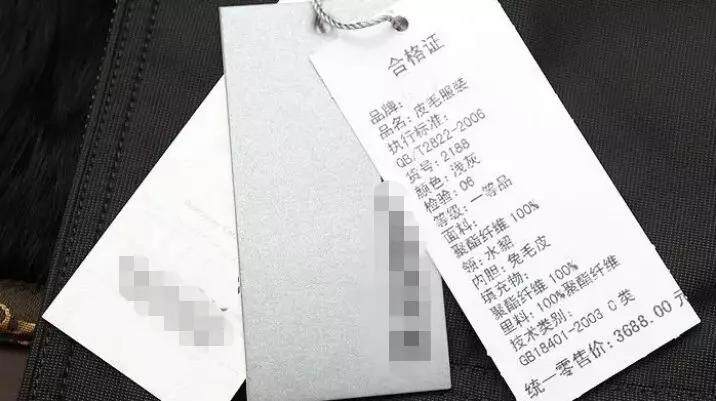 合格证
品牌:
品名: 皮毛服装
执行标准:
QB/T2822-2006
货号: 2188
颜色: 浅灰
检验: 06
等级: 一等品
面料:
聚酯纤维 100%
领: 水貂
内胆: 兔毛皮
填充物:
聚酯纤维 100%
里料: 100%聚酯纤维
技术类别:
GB18401-2003 C 类
统一零售价: 3688.00 元